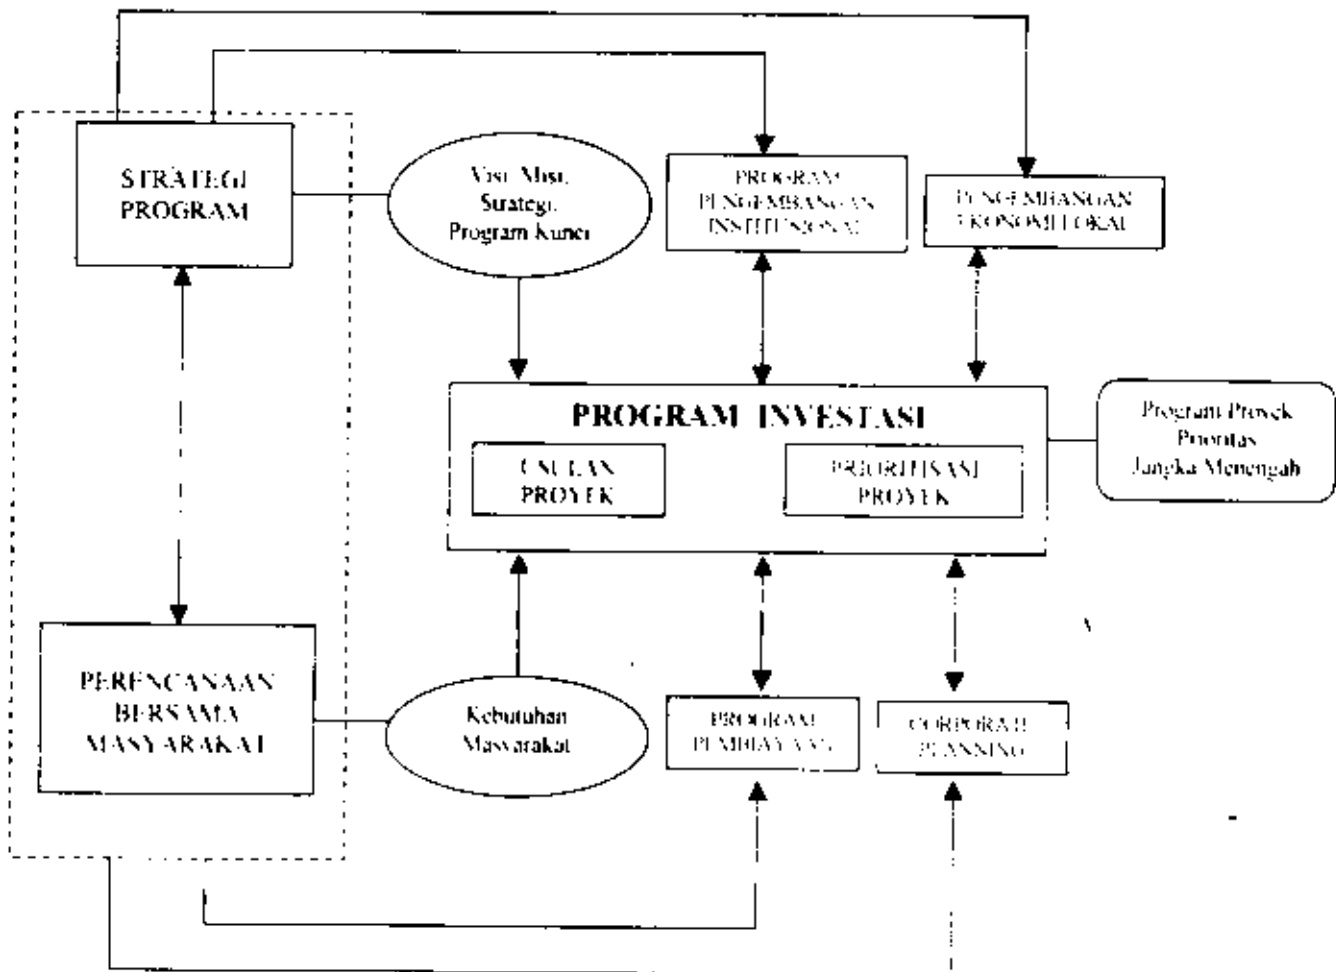 STRATEGI
PROGRAM
Visi, Misi,
Strategi,
Program Kunci
PROGRAM
PENGEMBANGAN
INSTITUSIONAL
PENGEMBANGAN
EKONOMI LOKAL
PROGRAM INVESTASI
USULAN
PROYEK
PRIORITISASI
PROYEK
Program Proyek
Prioritas
Jangka Menengah
PERENCANAAN
BERSAMA
MASYARAKAT
Kebutuhan
Masyarakat
PROGRAM
PEMBIAYAAN
CORPORATE
PLANNING